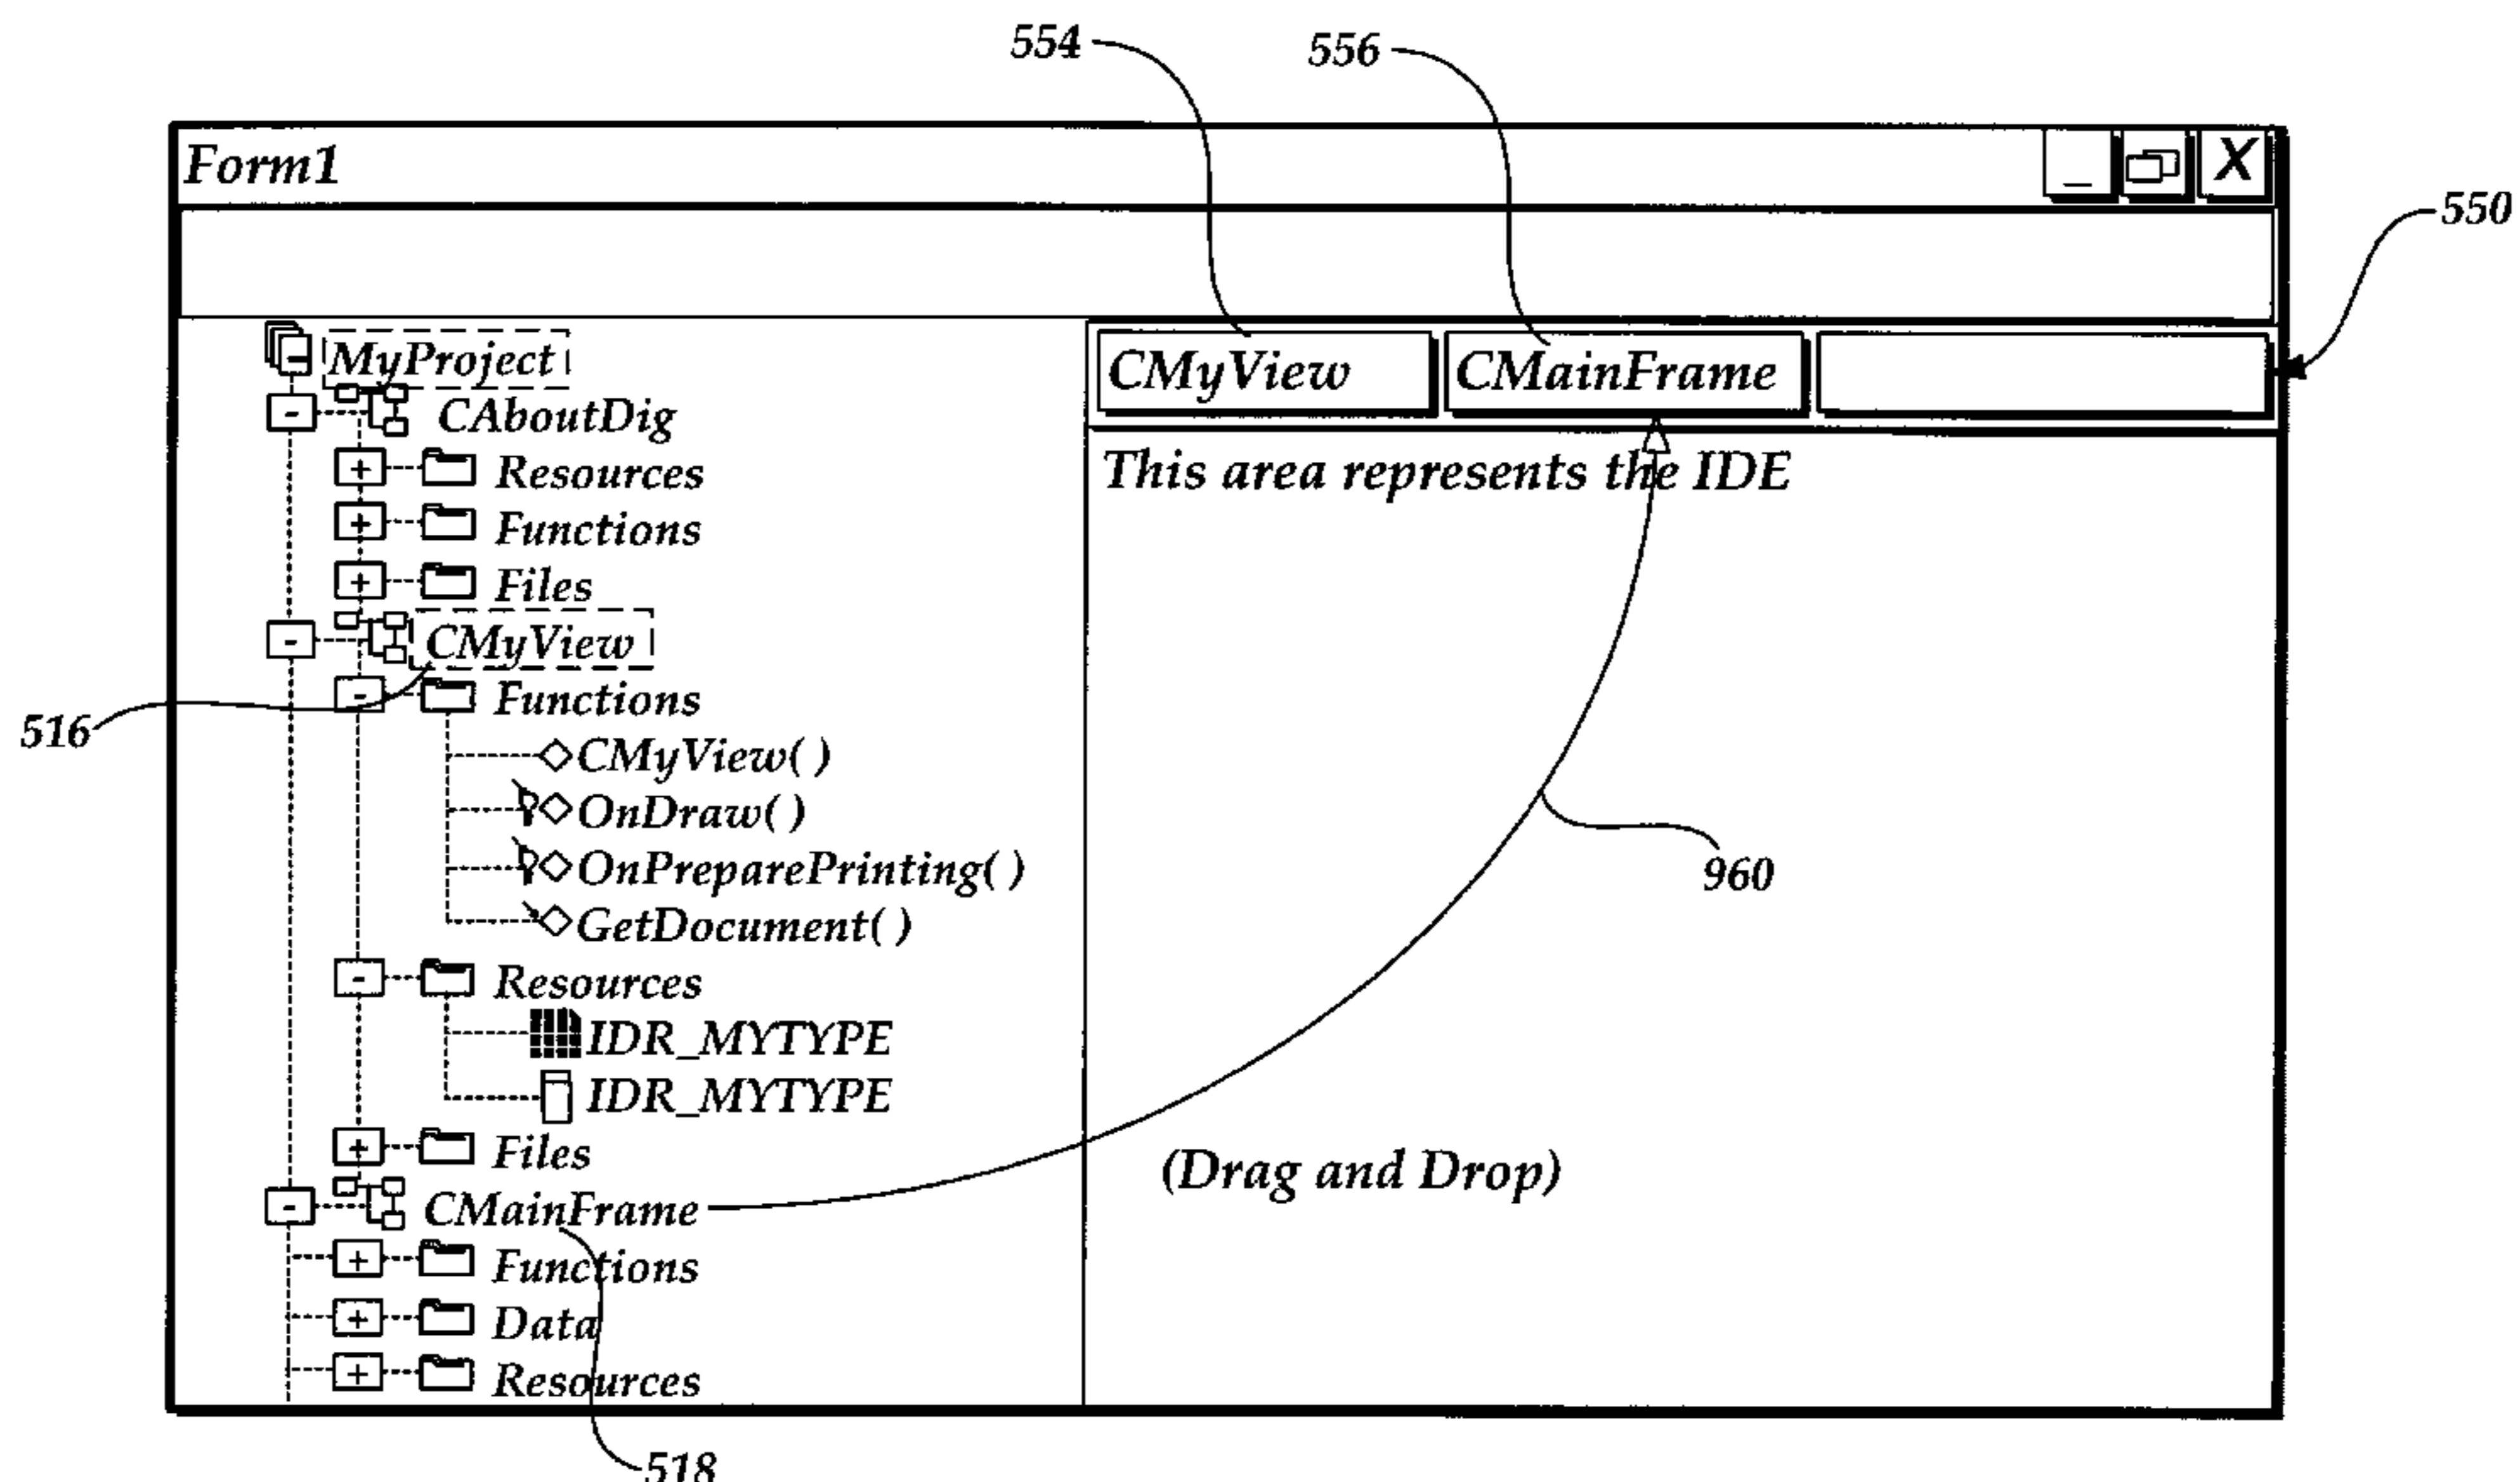 554
556
Form1
_
X
550
MyProject
CMyView
CMainFrame
- CAboutDig
This area represents the IDE
+ Resources
+ Functions
+ Files
- CMyView
- Functions
516
CMyView( )
OnDraw( )
960
OnPreparePrinting( )
GetDocument( )
- Resources
IDR_MYTYPE
IDR_MYTYPE
+ Files
(Drag and Drop)
- CMainFrame
+ Functions
+ Data
+ Resources
518